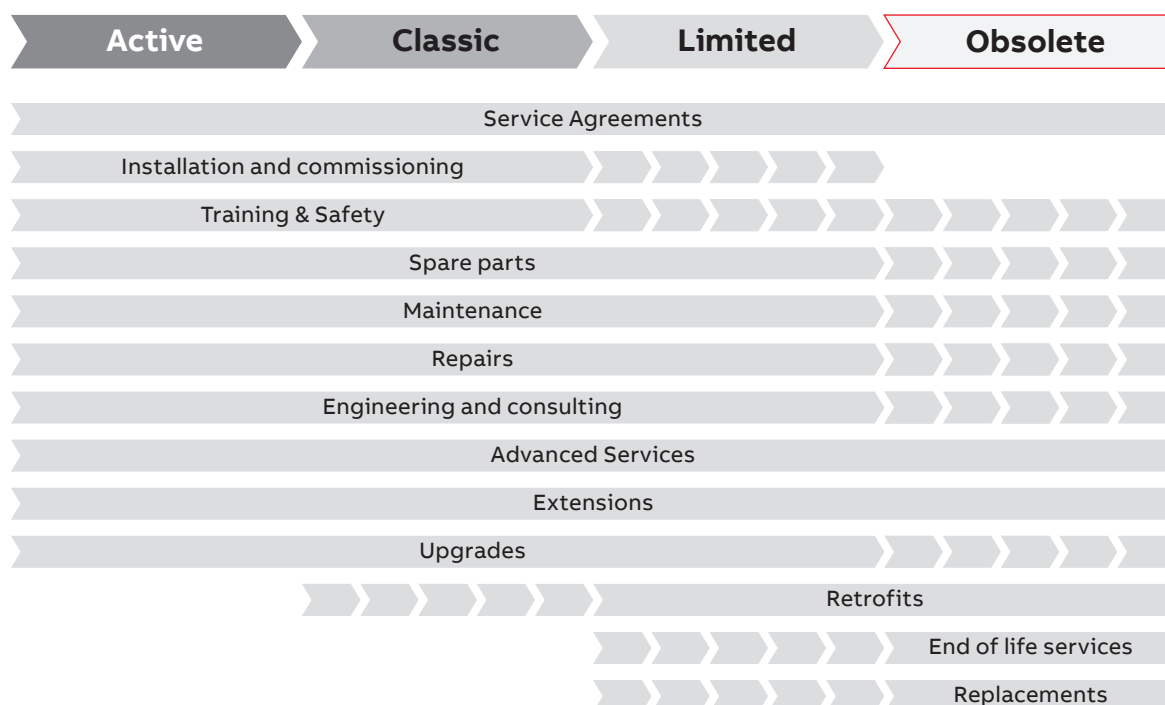 Active Classic Limited Obsolete
Service Agreements
Installation and commissioning
Training & Safety
Spare parts
Maintenance
Repairs
Engineering and consulting
Advanced Services
Extensions
Upgrades
Retrofits
End of life services
Replacements